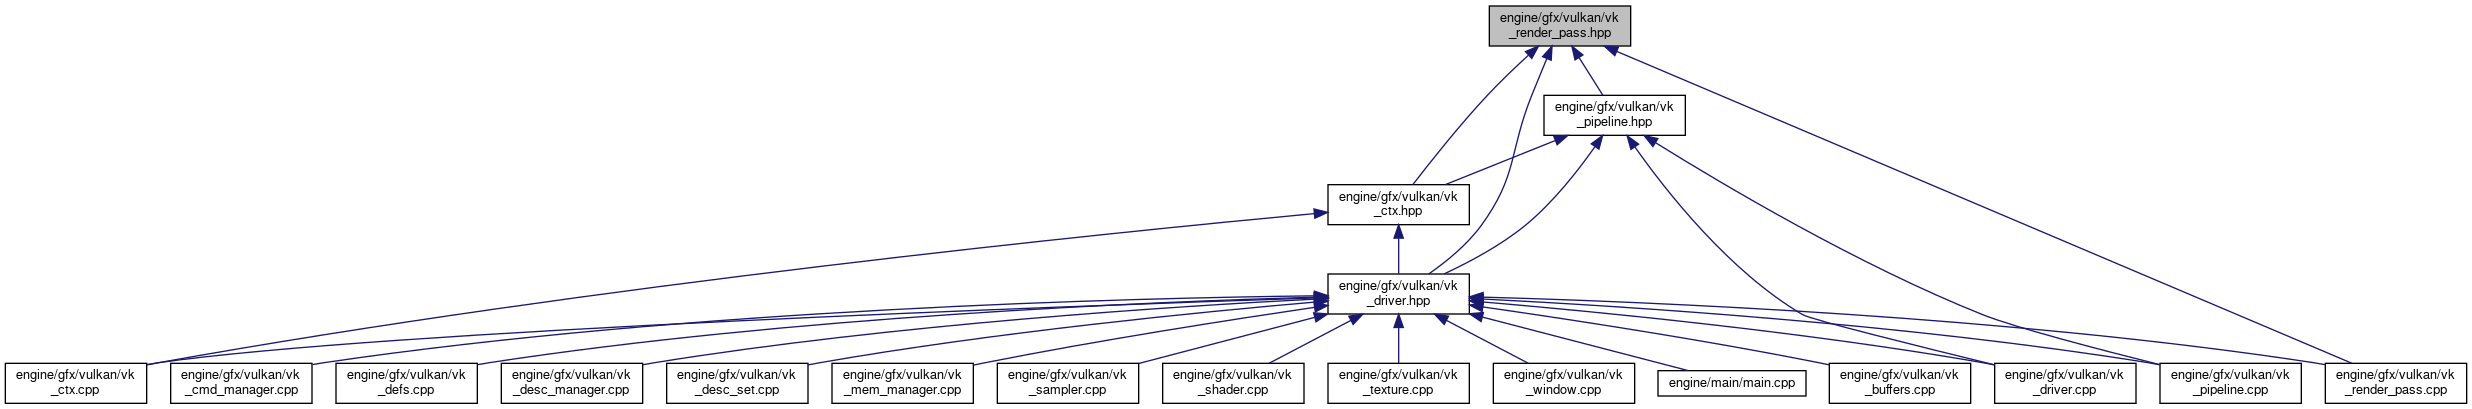 engine/gfx/vulkan/vk
_render_pass.hpp
engine/gfx/vulkan/vk
_pipeline.hpp
engine/gfx/vulkan/vk
_ctx.hpp
engine/gfx/vulkan/vk
_driver.hpp
engine/gfx/vulkan/vk
_ctx.cpp
engine/gfx/vulkan/vk
_cmd_manager.cpp
engine/gfx/vulkan/vk
_defs.cpp
engine/gfx/vulkan/vk
_desc_manager.cpp
engine/gfx/vulkan/vk
_desc_set.cpp
engine/gfx/vulkan/vk
_mem_manager.cpp
engine/gfx/vulkan/vk
_sampler.cpp
engine/gfx/vulkan/vk
_shader.cpp
engine/gfx/vulkan/vk
_texture.cpp
engine/gfx/vulkan/vk
_window.cpp
engine/main/main.cpp
engine/gfx/vulkan/vk
_buffers.cpp
engine/gfx/vulkan/vk
_driver.cpp
engine/gfx/vulkan/vk
_pipeline.cpp
engine/gfx/vulkan/vk
_render_pass.cpp